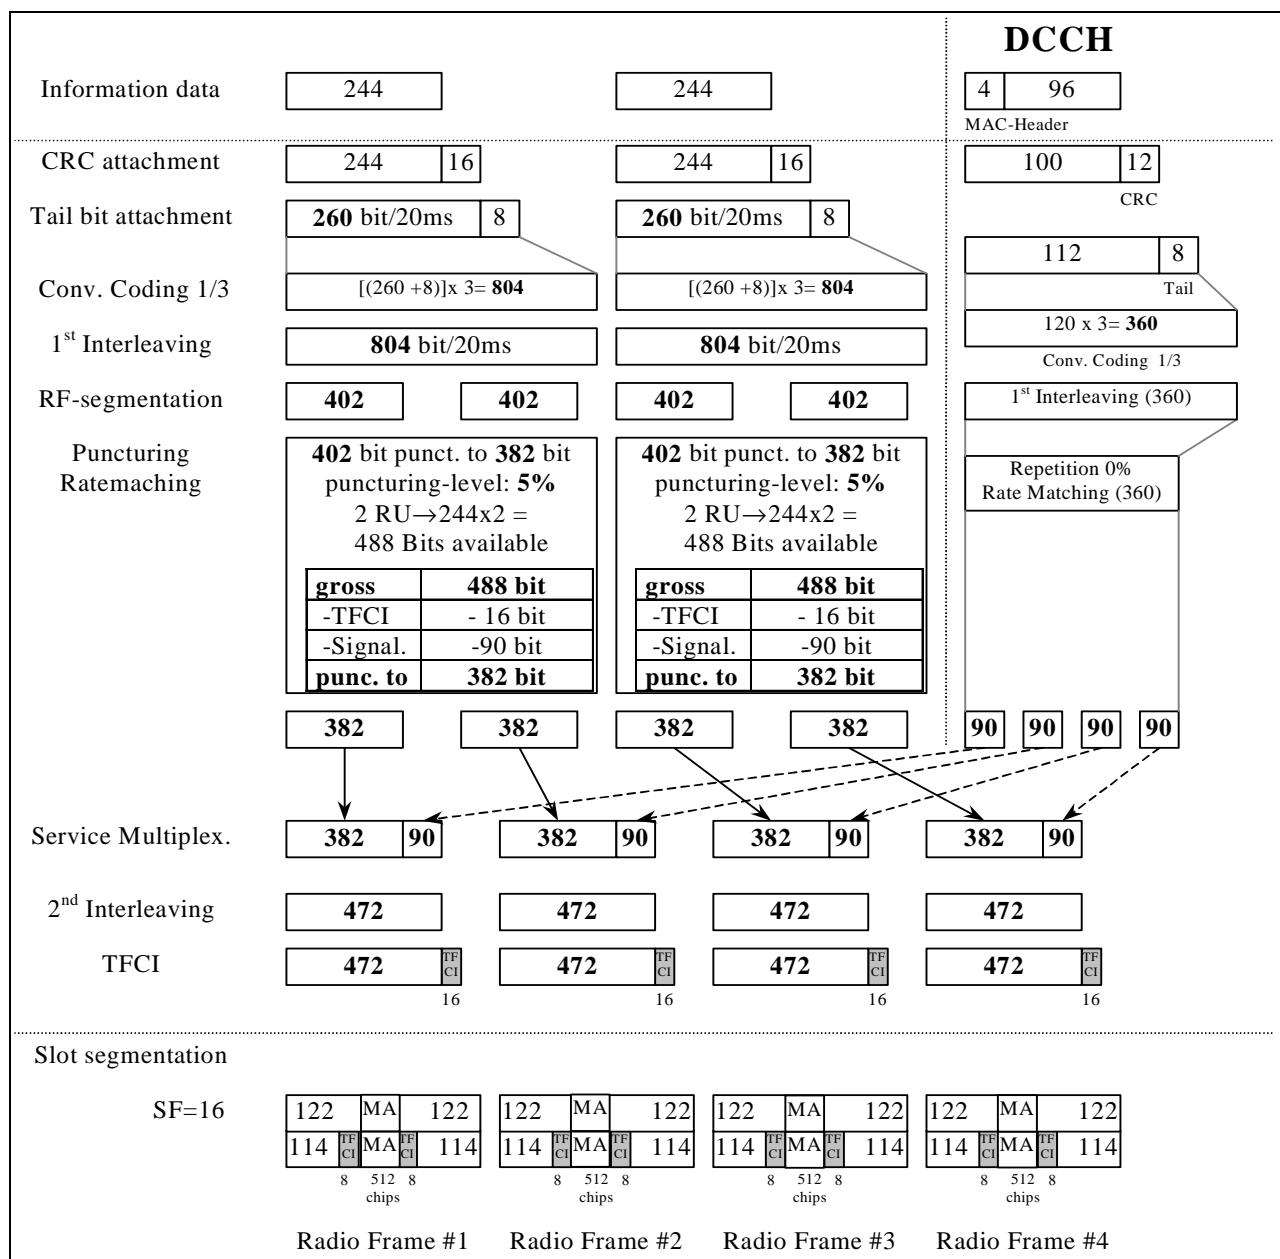 DCCH
Information data 244 244 4 96
MAC-Header
CRC attachment 244 16 244 16 100 12
CRC
Tail bit attachment 260 bit/20ms 8 260 bit/20ms 8
112 8
Tail
Conv. Coding 1/3 [(260 +8)]x 3= 804 [(260 +8)]x 3= 804
120 x 3= 360
Conv. Coding 1/3
1st Interleaving 804 bit/20ms 804 bit/20ms
RF-segmentation 402 402 402 402 1st Interleaving (360)
Puncturing
Ratemaching
402 bit punct. to 382 bit
puncturing-level: 5%
2 RU→244x2 =
488 Bits available
gross 488 bit
-TFCI - 16 bit
-Signal. -90 bit
punc. to 382 bit
402 bit punct. to 382 bit
puncturing-level: 5%
2 RU→244x2 =
488 Bits available
gross 488 bit
-TFCI - 16 bit
-Signal. -90 bit
punc. to 382 bit
Repetition 0%
Rate Matching (360)
382 382 382 382 90 90 90 90
Service Multiplex. 382 90 382 90 382 90 382 90
2nd Interleaving 472 472 472 472
TFCI 472 TF CI 472 TF CI 472 TF CI 472 TF CI
16 16 16 16
Slot segmentation
SF=16 122 MA 122 122 MA 122 122 MA 122 122 MA 122
114 TF CI MA TF CI 114 114 TF CI MA TF CI 114 114 TF CI MA TF CI 114 114 TF CI MA TF CI 114
8 512 8 8 512 8 8 512 8 8 512 8
chips chips chips chips
Radio Frame #1 Radio Frame #2 Radio Frame #3 Radio Frame #4